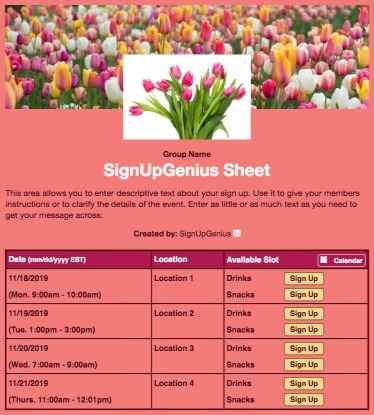 Group Name
SignUpGenius Sheet
This area allows you to enter descriptive text about your sign up. Use it to give your members
instructions or to clarify the details of the event. Enter as little or as much text as you need to
get your message across.
Created by: SignUpGenius
Date (mm/dd/yyyy EST) Location Available Slot Calendar
11/18/2019 Location 1 Drinks Sign Up
(Mon. 9:00am - 10:00am) Snacks Sign Up
11/19/2019 Location 2 Drinks Sign Up
(Tue. 1:00pm - 3:00pm) Snacks Sign Up
11/20/2019 Location 3 Drinks Sign Up
(Wed. 7:00am - 9:00am) Snacks Sign Up
11/21/2019 Location 4 Drinks Sign Up
(Thurs. 11:00am - 12:01pm) Snacks Sign Up